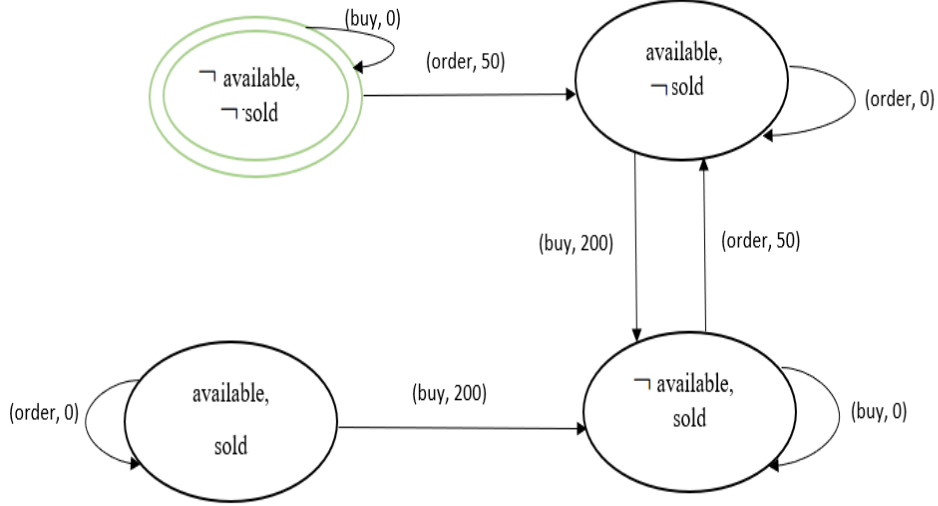 (buy, 0)
¬ available,
¬ sold
(order, 50)
available,
¬ sold
(order, 0)
(buy, 200)
(order, 50)
(order, 0)
available,
sold
(buy, 200)
¬ available,
sold
(buy, 0)